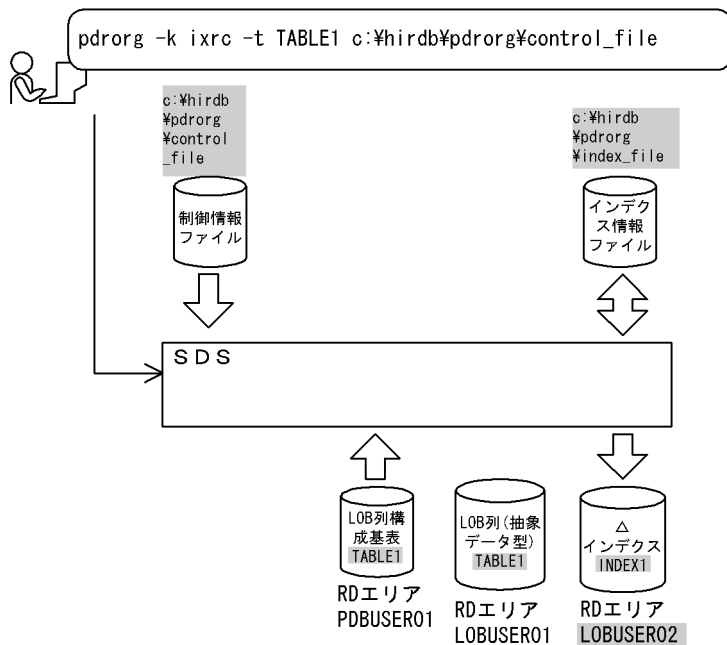 pdrorg -k ixrc -t TABLE1 c:¥hirdb¥pdrorg¥control_file
c:¥hirdb
¥pdrorg
¥control
_file
制御情報
ファイル
c:¥hirdb
¥pdrorg
¥index_file
インデク
ス情報
ファイル
ＳＤＳ
LOB列構
成基表
TABLE1
RDエリア
PDBUSER01
LOB列(抽象
データ型)
TABLE1
RDエリア
LOBUSER01
△
インデクス
INDEX1
RDエリア
LOBUSER02